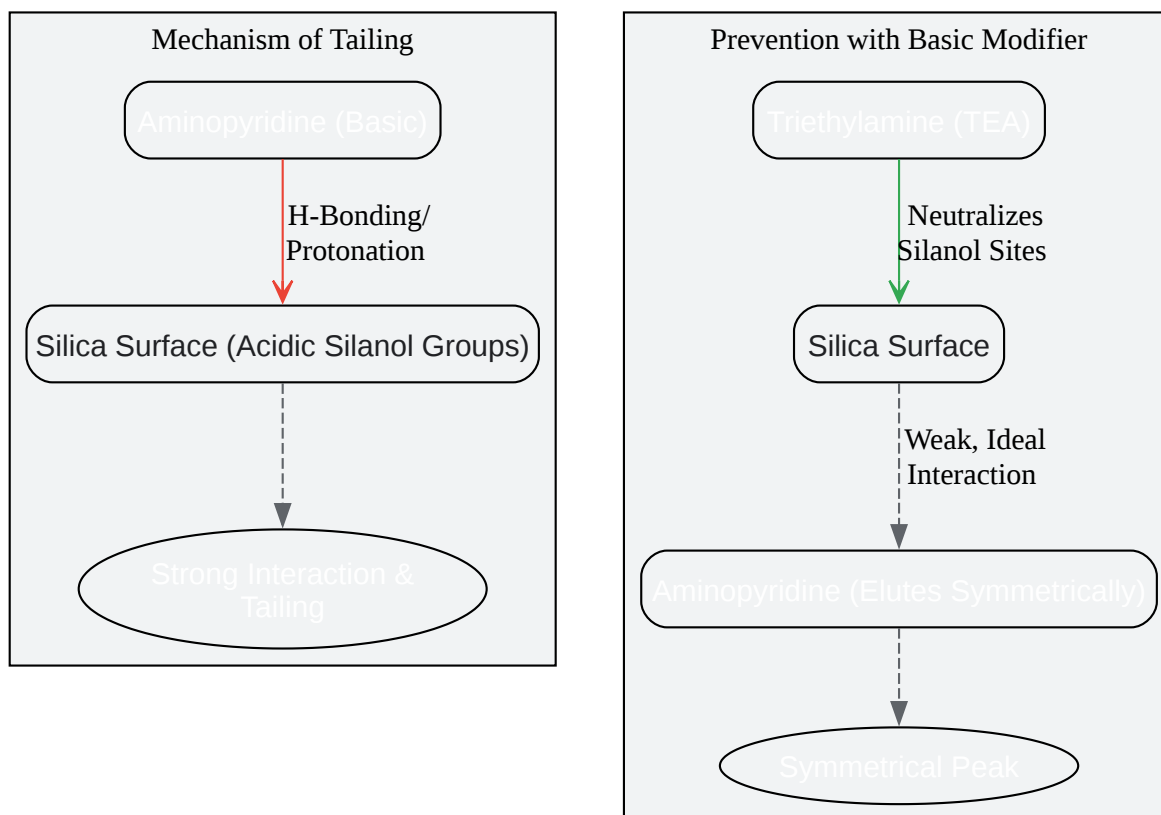 Mechanism of Tailing
Aminopyridine (Basic)
H-Bonding/
Protonation
Silica Surface (Acidic Silanol Groups)
Strong Interaction &
Tailing
Prevention with Basic Modifier
Triethylamine (TEA)
Neutralizes
Silanol Sites
Silica Surface
Weak, Ideal
Interaction
Aminopyridine (Elutes Symmetrically)
Symmetrical Peak